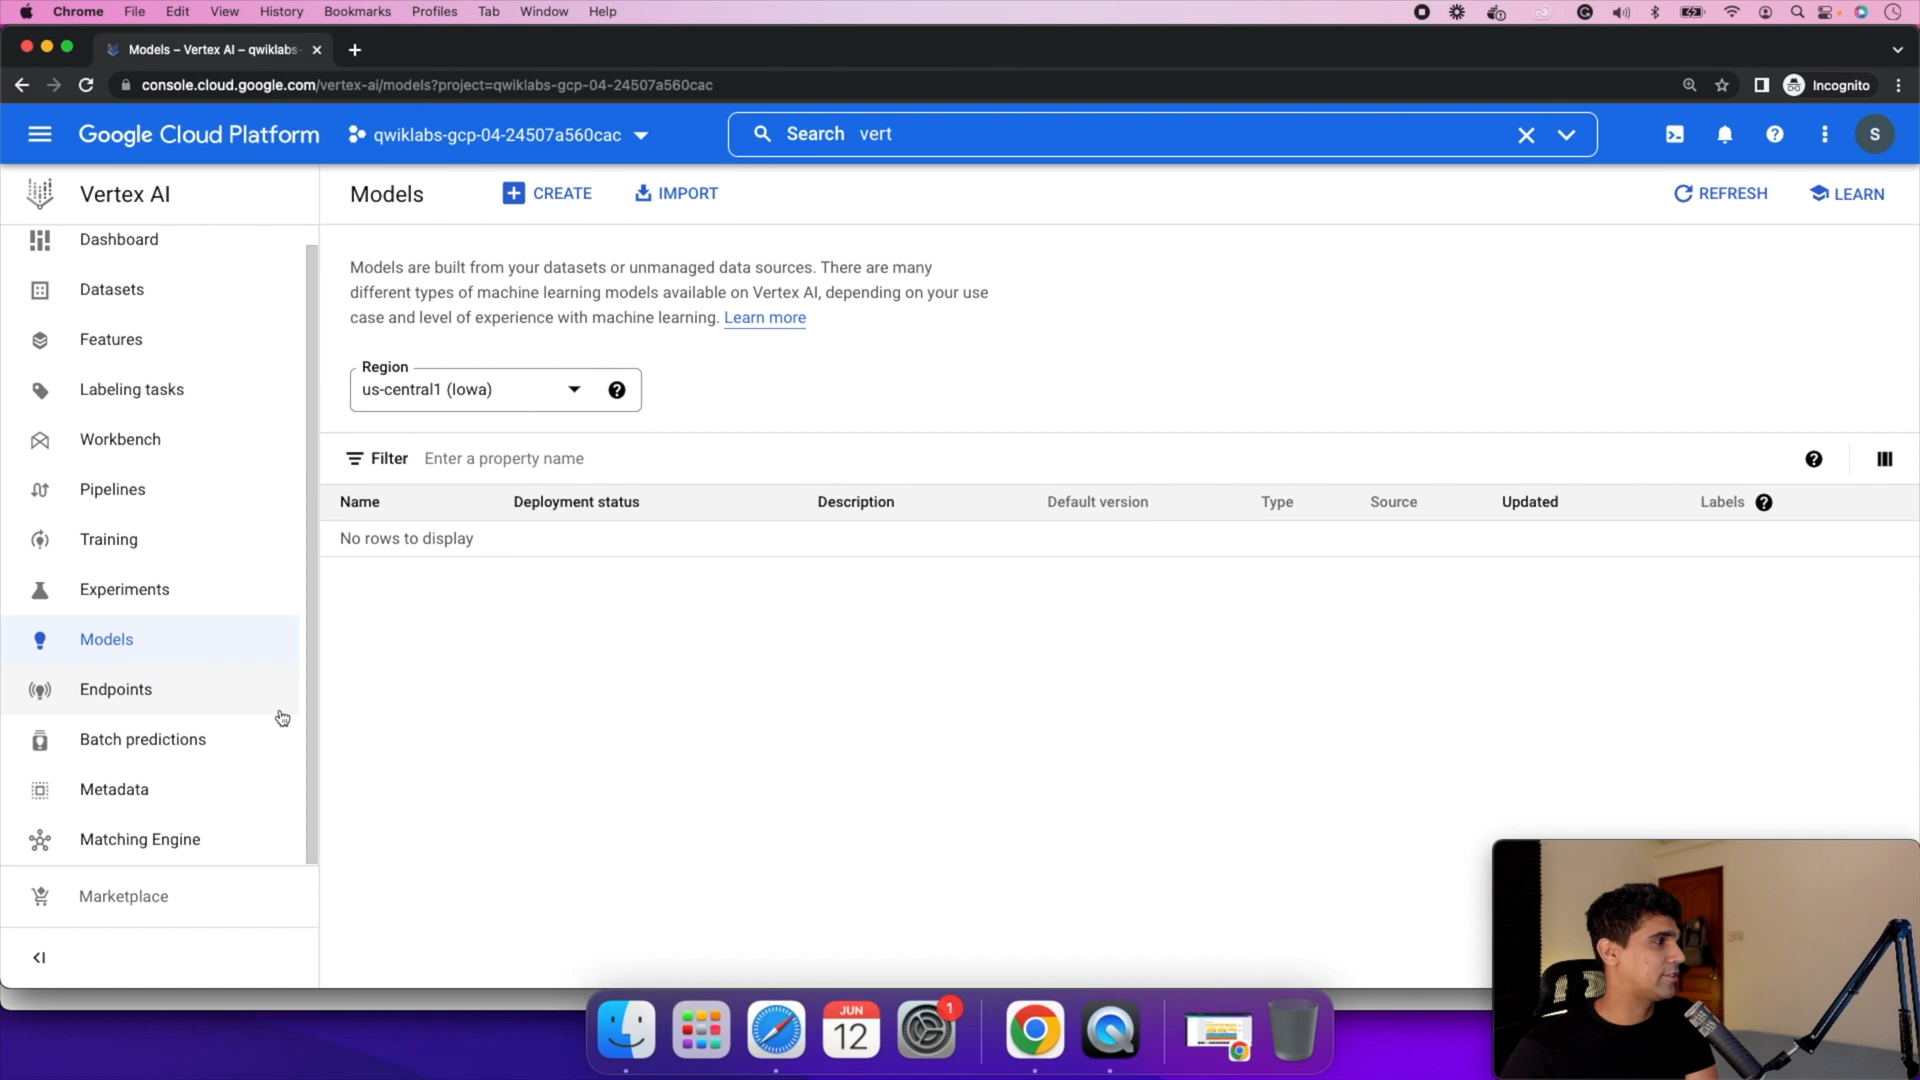 Chrome File Edit View History Bookmarks Profiles Tab Window Help
Models – Vertex AI – qwiklabs-
console.cloud.google.com/vertex-ai/models?project=qwiklabs-gcp-04-24507a560cac
Incognito
Google Cloud Platform
qwiklabs-gcp-04-24507a560cac
Search vert
S
Vertex AI
Dashboard
Datasets
Features
Labeling tasks
Workbench
Pipelines
Training
Experiments
Models
Endpoints
Batch predictions
Metadata
Matching Engine
Marketplace
Models
CREATE
IMPORT
REFRESH
LEARN
Models are built from your datasets or unmanaged data sources. There are many
different types of machine learning models available on Vertex AI, depending on your use
case and level of experience with machine learning. Learn more
Region
us-central1 (Iowa)
Filter Enter a property name
Name Deployment status Description Default version Type Source Updated Labels
No rows to display
JUN
12
1